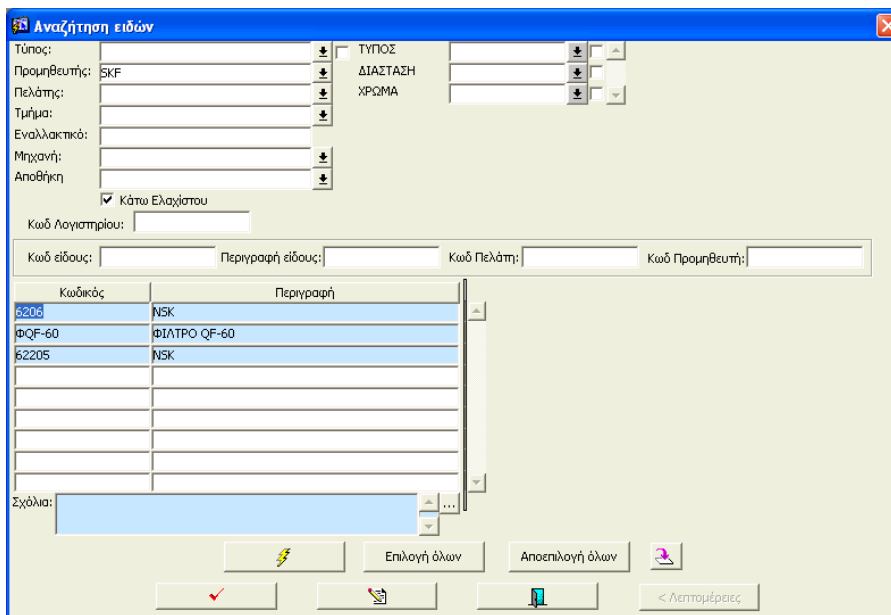 Αναζήτηση ειδών
Τύπος: ΤΥΠΟΣ
Προμηθευτής: SKF ΔΙΑΣΤΑΣΗ
Πελάτης: ΧΡΩΜΑ
Τμήμα:
Εναλλακτικό:
Μηχανή:
Αποθήκη
Κάτω Ελαχίστου
Κωδ Λογιστηρίου:
Κωδ είδους: Περιγραφή είδους: Κωδ Πελάτη: Κωδ Προμηθευτή:
Κωδικός Περιγραφή
6206 NSK
ΦQF-60 ΦΙΛΤΡΟ QF-60
62205 NSK
Σχόλια: ...
Επιλογή όλων Αποεπιλογή όλων
< Λεπτομέρειες